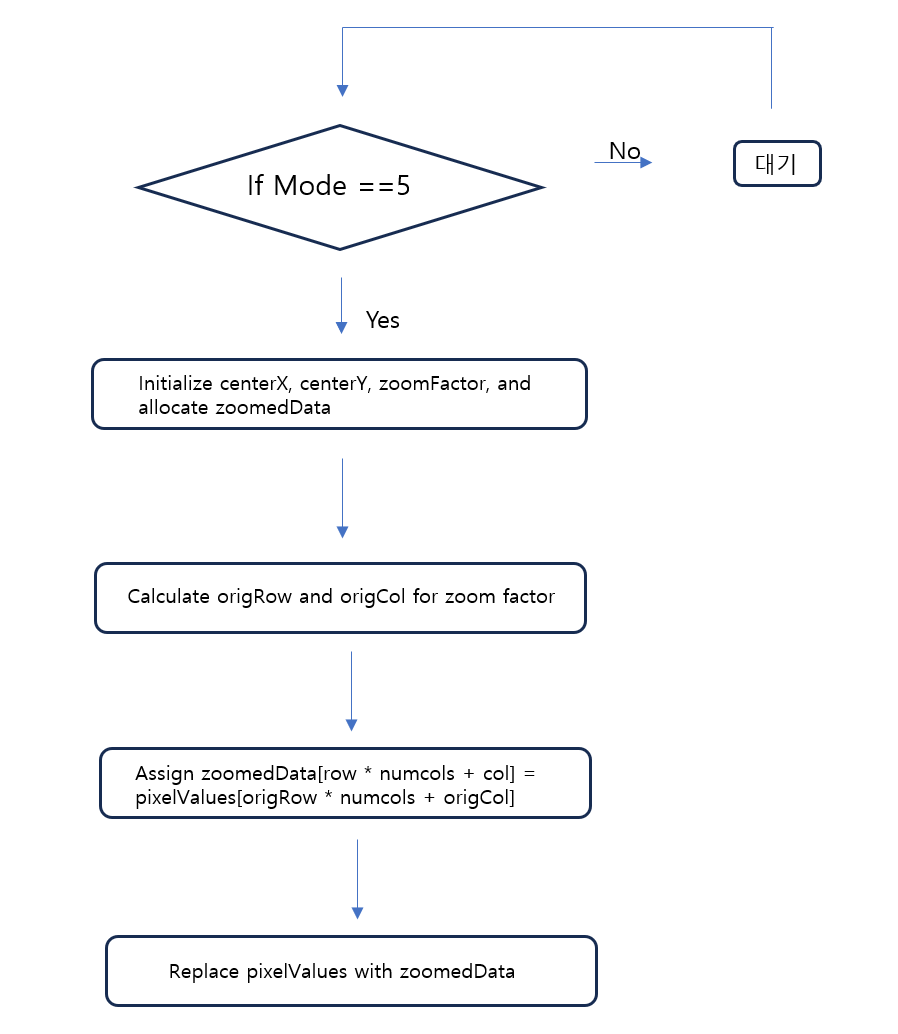 If Mode ==5
No
대기
Yes
Initialize centerX, centerY, zoomFactor, and
allocate zoomedData
Calculate origRow and origCol for zoom factor
Assign zoomedData[row * numcols + col] =
pixelValues[origRow * numcols + origCol]
Replace pixelValues with zoomedData